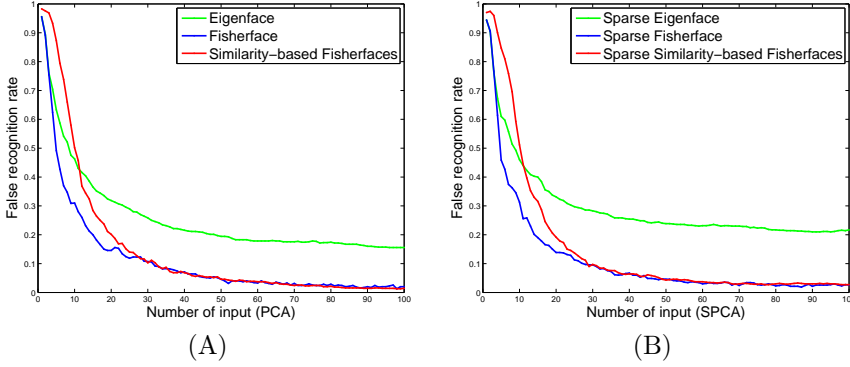 Eigenface
Fisherface
Similarity−based Fisherfaces
False recognition rate
1
0.9
0.8
0.7
0.6
0.5
0.4
0.3
0.2
0.1
0
0 10 20 30 40 50 60 70 80 90 100
Number of input (PCA)
(A)
Sparse Eigenface
Sparse Fisherface
Sparse Similarity−based Fisherfaces
False recognition rate
1
0.9
0.8
0.7
0.6
0.5
0.4
0.3
0.2
0.1
0
0 10 20 30 40 50 60 70 80 90 100
Number of input (SPCA)
(B)